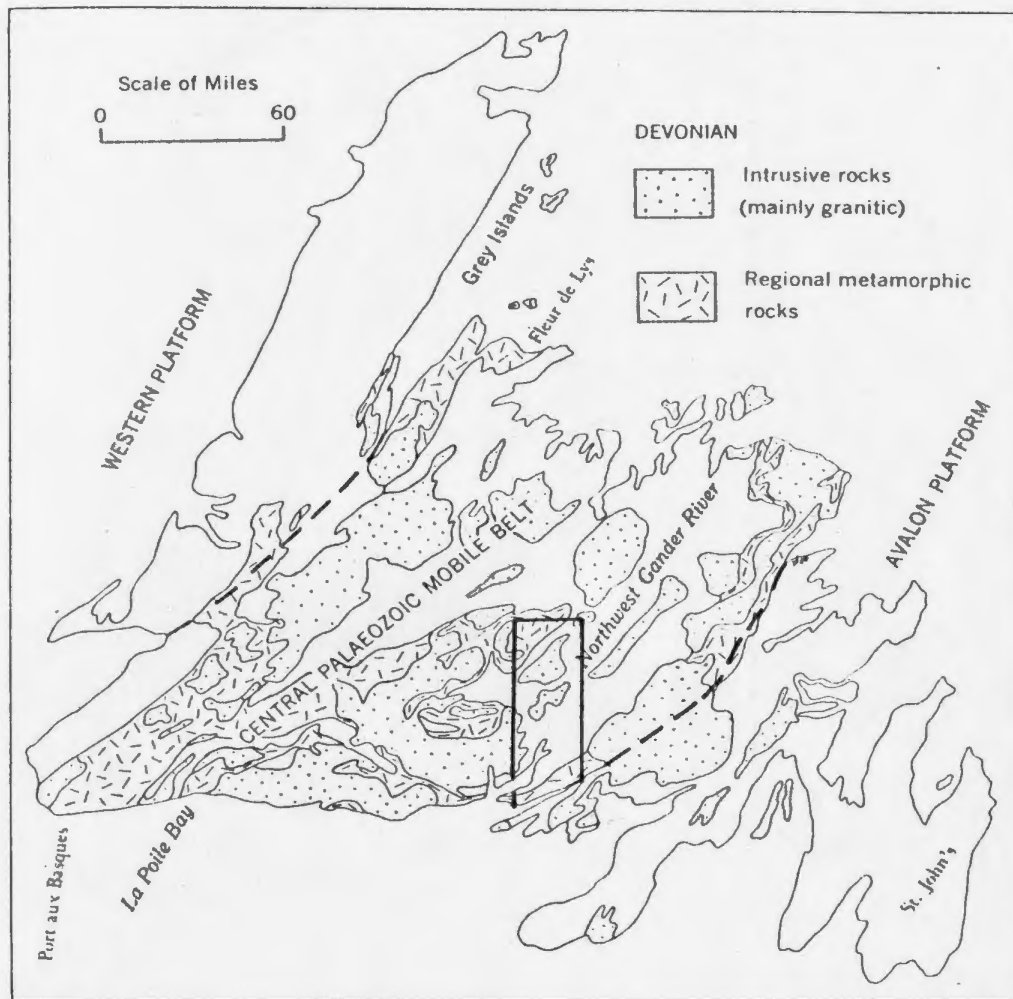 Scale of Miles
0 60
DEVONIAN
Intrusive rocks
(mainly granitic)
Regional metamorphic
rocks
Grey Islands
Fleur de Lys
WESTERN PLATFORM
AVALON PLATFORM
CENTRAL PALAEOZOIC MOBILE BELT
Northwest Gander River
Port aux Basques
La Poile Bay
St. John's